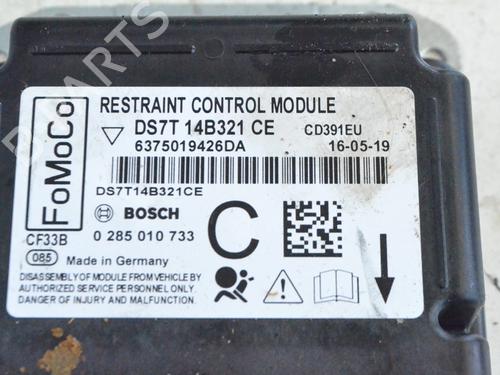 B PARTS
FoMoCo
RESTRAINT CONTROL MODULE
DS7T 14B321 CE CD391EU
6375019426DA 16-05-19
DS7T14B321CE
BOSCH
C
CF33B 0 285 010 733
085 Made in Germany
DISASSEMBLY OF MODULE FROM VEHICLE BY
AUTHORIZED SERVICE PERSONNEL ONLY
DANGER OF INJURY AND MALFUNCTION.